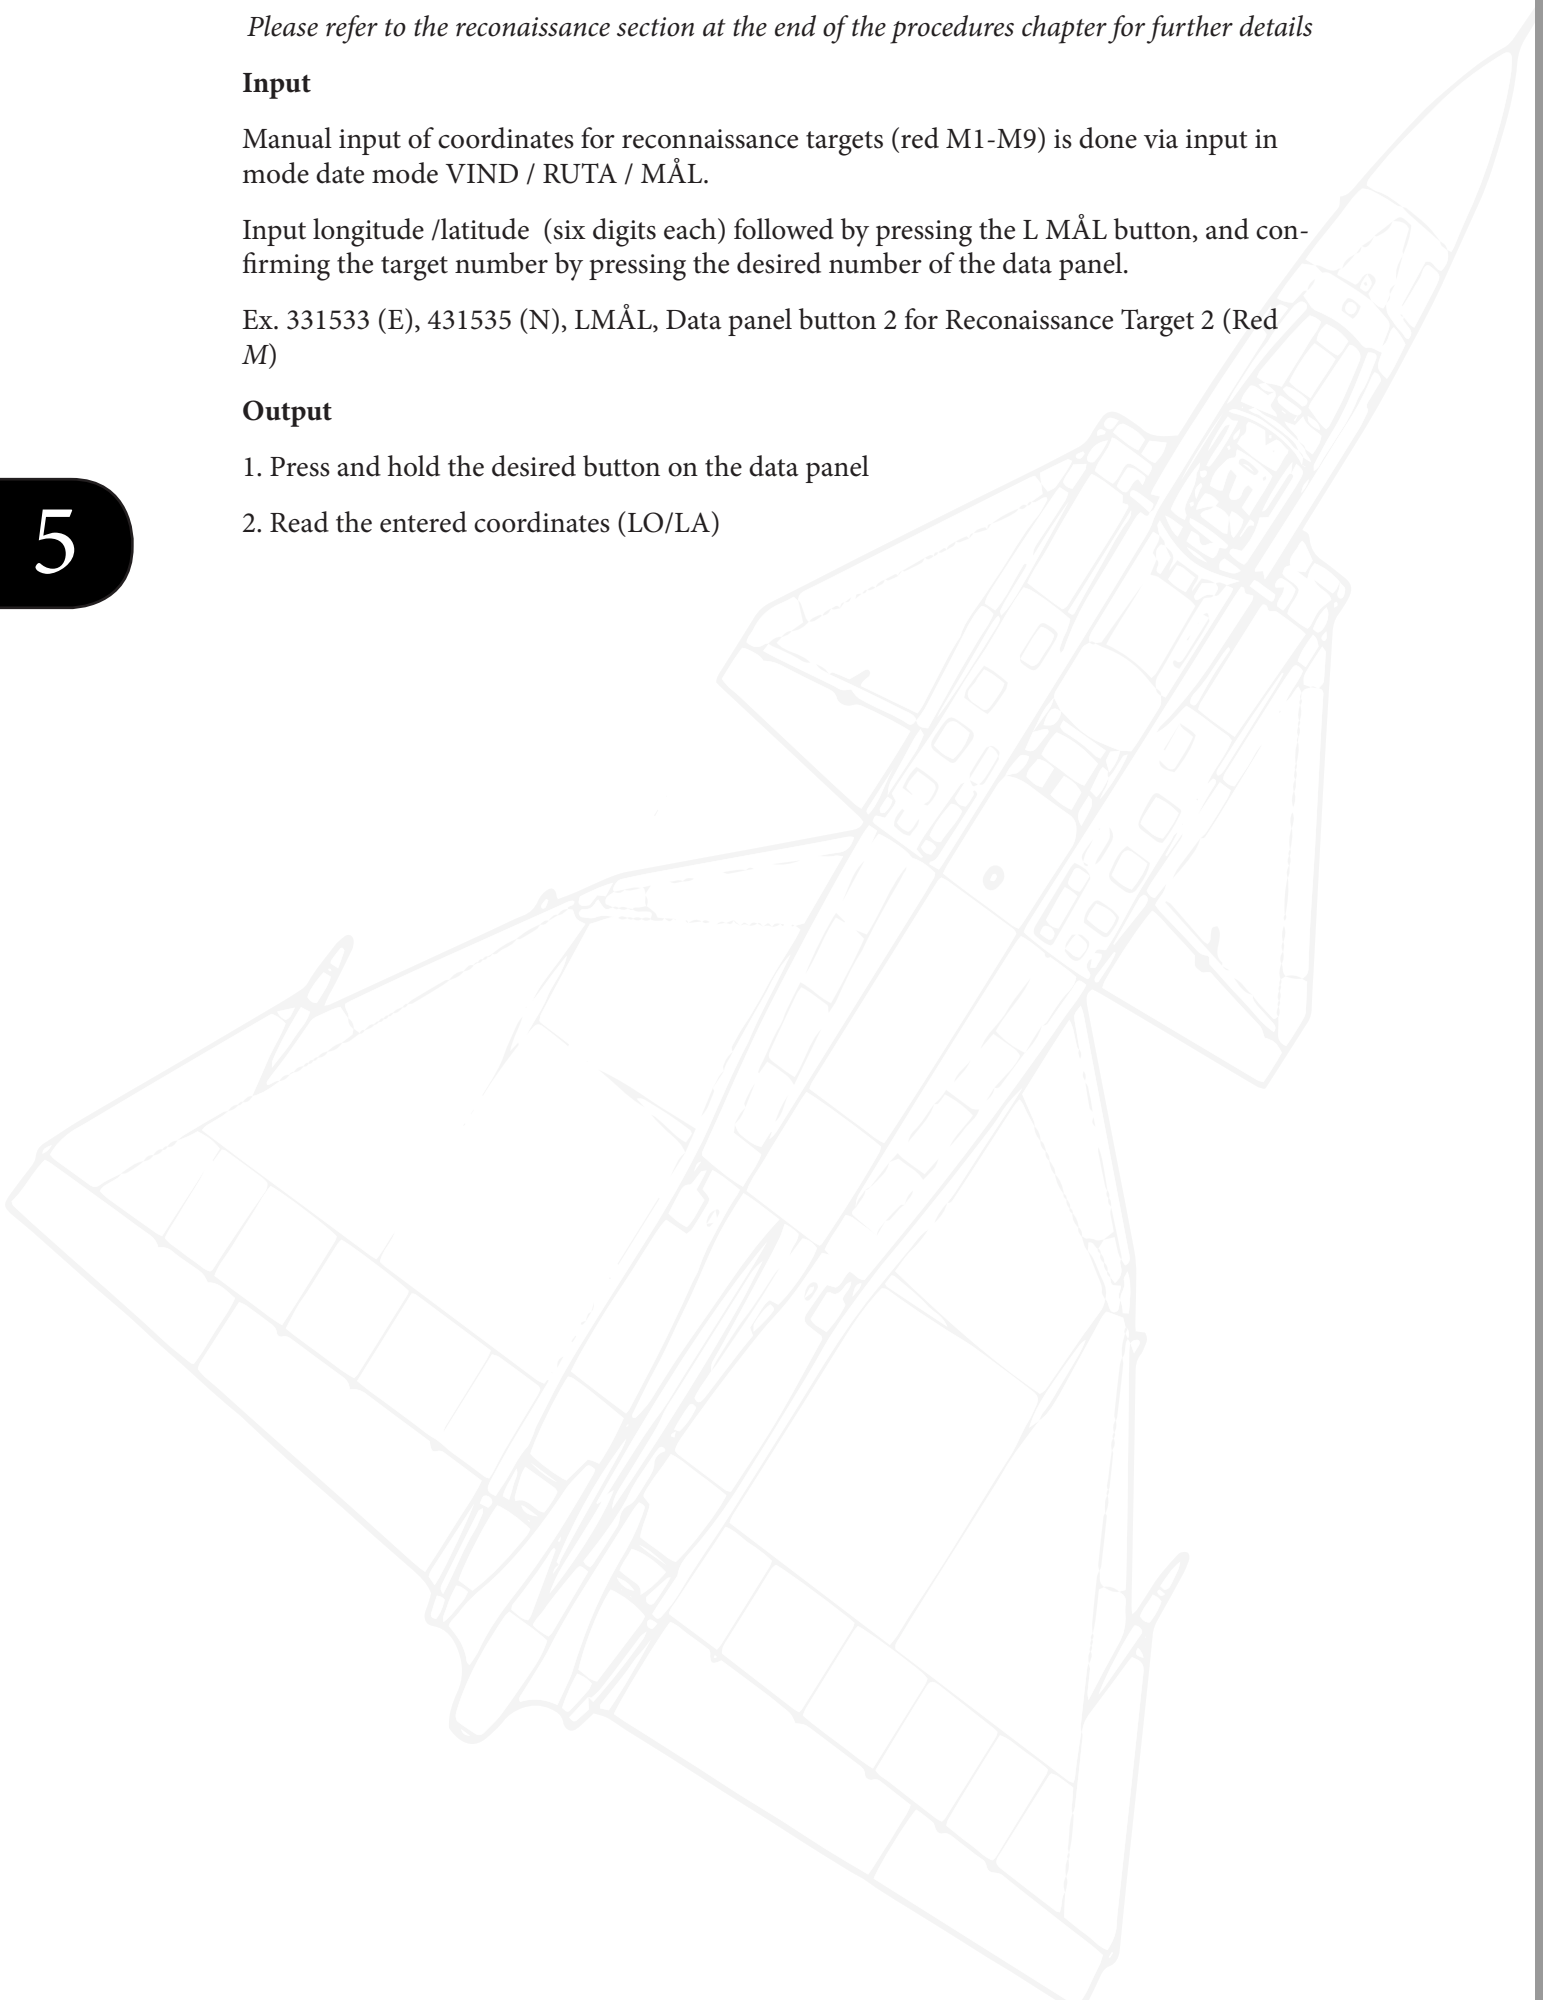 Please refer to the reconaissance section at the end of the procedures chapter for further details
Input
Manual input of coordinates for reconnaissance targets (red M1-M9) is done via input in
mode date mode VIND / RUTA / MÅL.
Input longitude /latitude  (six digits each) followed by pressing the L MÅL button, and con-
firming the target number by pressing the desired number of the data panel.
Ex. 331533 (E), 431535 (N), LMÅL, Data panel button 2 for Reconaissance Target 2 (Red
M)
Output
1. Press and hold the desired button on the data panel
5
2. Read the entered coordinates (LO/LA)